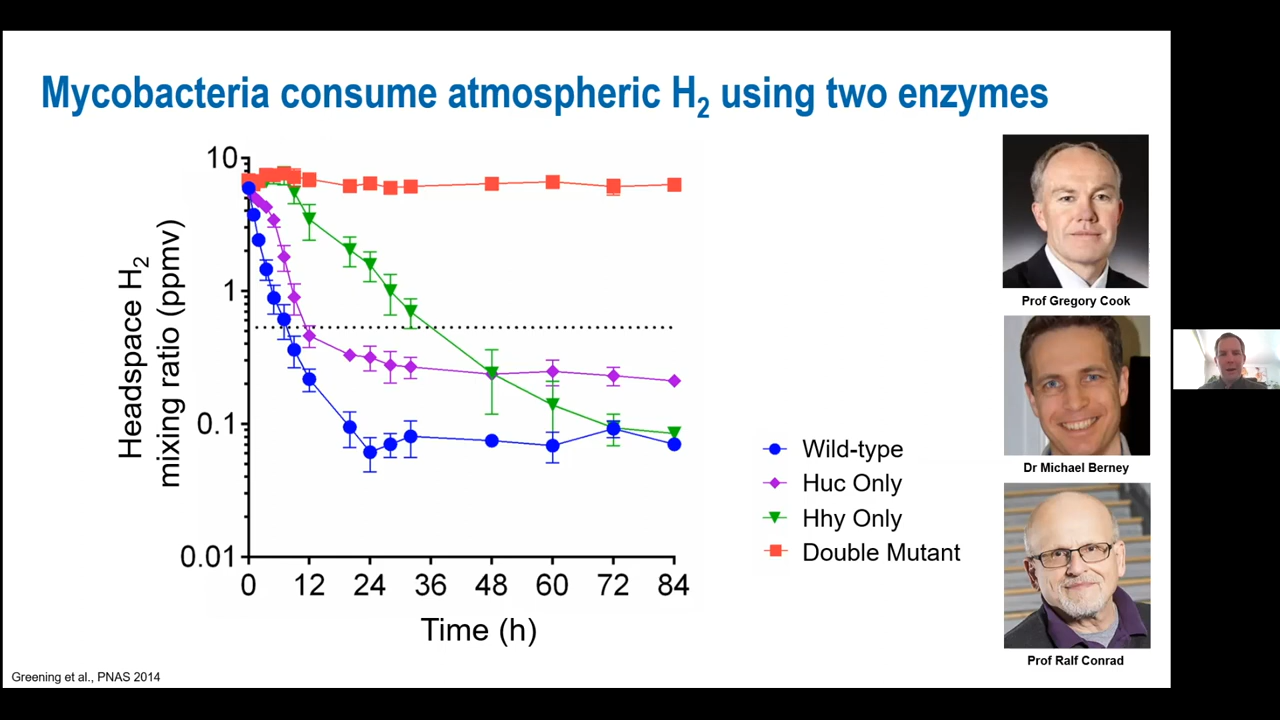 Mycobacteria consume atmospheric H₂ using two enzymes
Headspace H₂
mixing ratio (ppmv)
10
1
0.1
0.01
0 12 24 36 48 60 72 84
Time (h)
Wild-type
Huc Only
Hhy Only
Double Mutant
Prof Gregory Cook
Dr Michael Berney
Prof Ralf Conrad
Greening et al., PNAS 2014